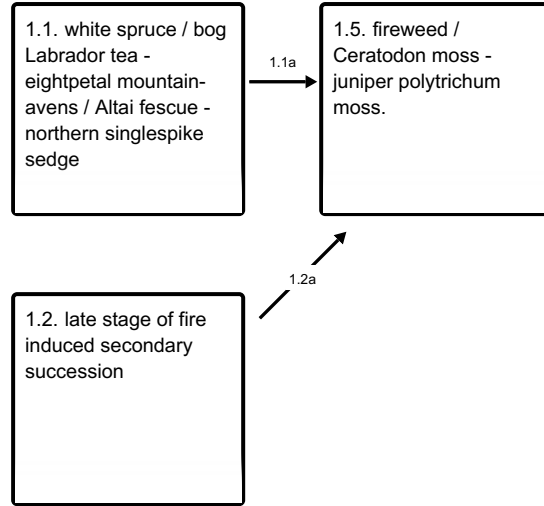 1.1. white spruce / bog
Labrador tea -
eightpetal mountain-
avens / Altai fescue -
northern singlespike
sedge
1.1a
1.5. fireweed /
Ceratodon moss -
juniper polytrichum
moss.
1.2a
1.2. late stage of fire
induced secondary
succession